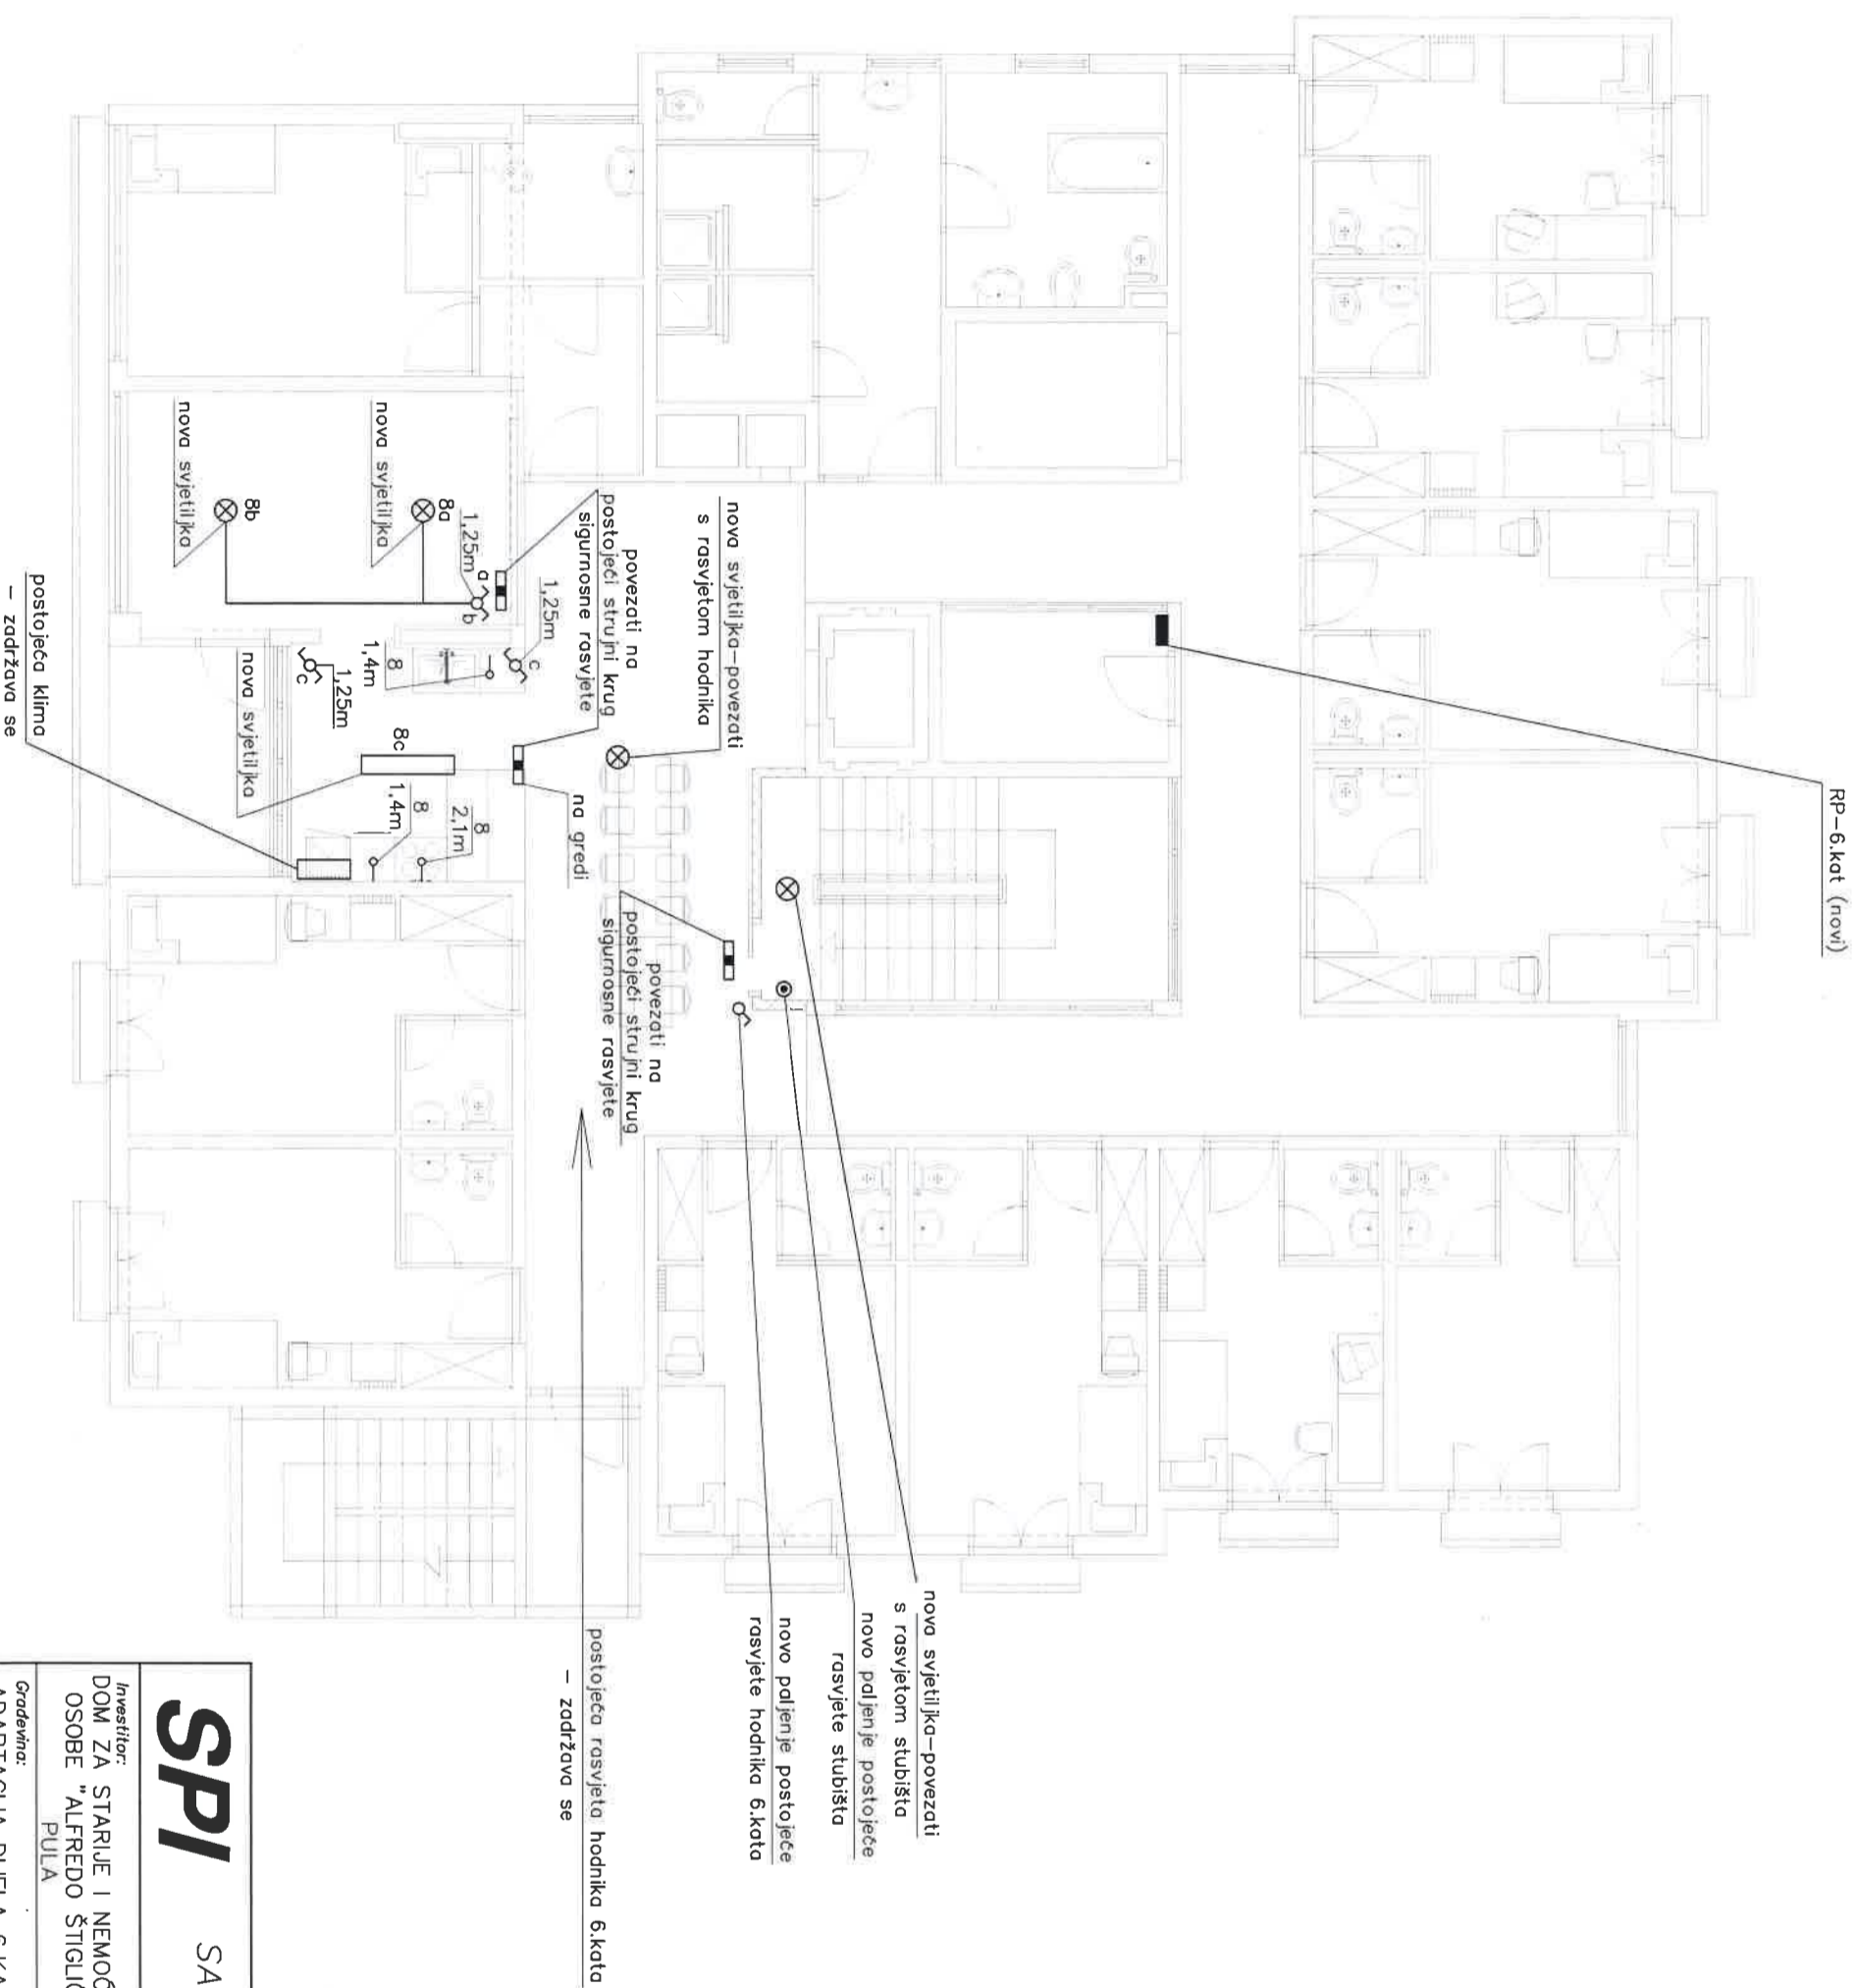 RP-6.kat (novi)
nova svjetiljka-povezati
s rasvjetom stubišta
novo paljenje postojeće
rasvjete stubišta
novo paljenje postojeće
rasvjete hodnika 6.kata
nova svjetiljka-povezati
s rasvjetom hodnika
povezati na
postojeći strujni krug
sigurnosne rasvjete
povezati na
postojeći strujni krug
sigurnosne rasvjete
postojeća rasvjeta hodnika 6.kata
- zadržava se
na gredi
1,25m
c
a
b
1,25m
8a
nova svjetiljka
8b
nova svjetiljka
8
2,1m
8
1,4m
8
1,4m
8c
1,25m
c
nova svjetiljka
postojeća klima
- zadržava se
SPI
Investitor:
DOM ZA STARIJE I
OSOBE "ALFREDO
PULA
Građevina: